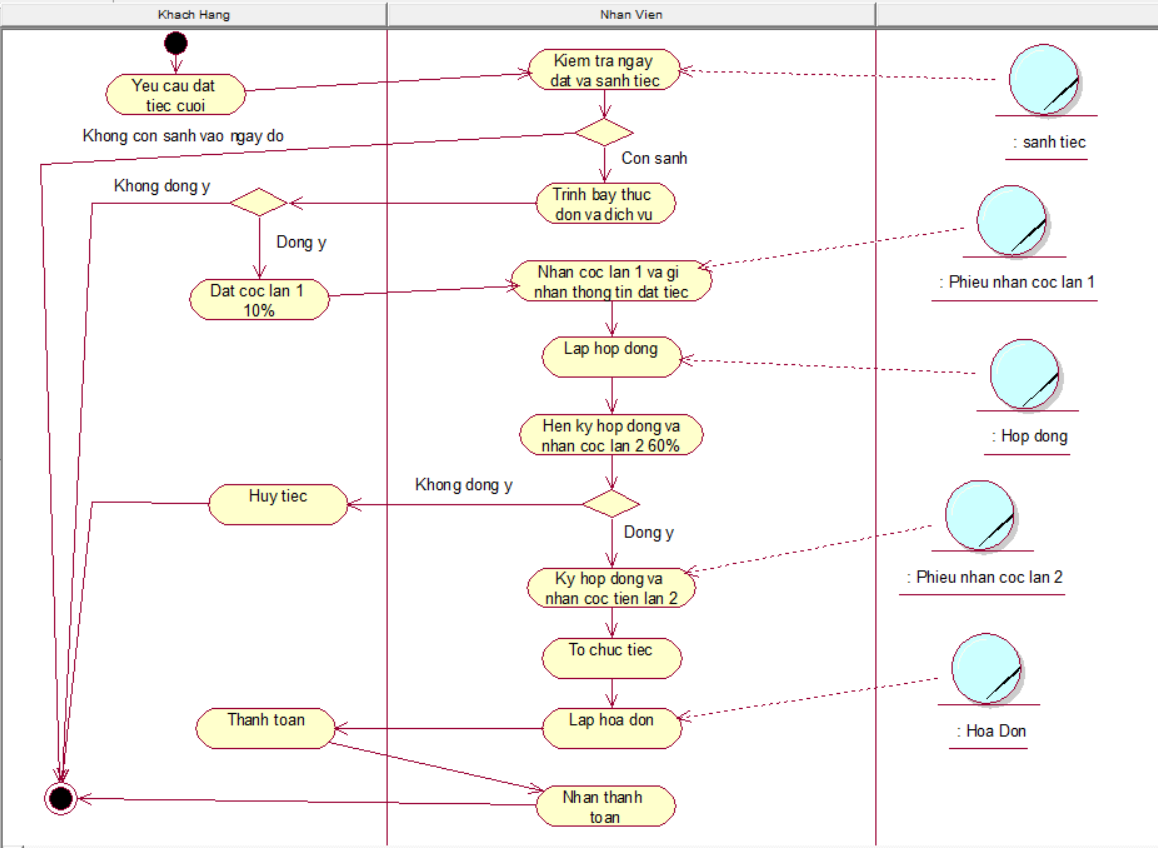 Khach Hang
Nhan Vien
Yeu cau dat
tiec cuoi
Kiem tra ngay
dat va sanh tiec
: sanh tiec
Khong con sanh vao ngay do
Con sanh
Khong dong y
Trinh bay thuc
don va dich vu
Dong y
Dat coc lan 1
10%
Nhan coc lan 1 va gi
nhan thong tin dat tiec
: Phieu nhan coc lan 1
Lap hop dong
: Hop dong
Hen ky hop dong va
nhan coc lan 2 60%
Khong dong y
Huy tiec
Dong y
Ky hop dong va
nhan coc tien lan 2
: Phieu nhan coc lan 2
To chuc tiec
Thanh toan
Lap hoa don
: Hoa Don
Nhan thanh
toan